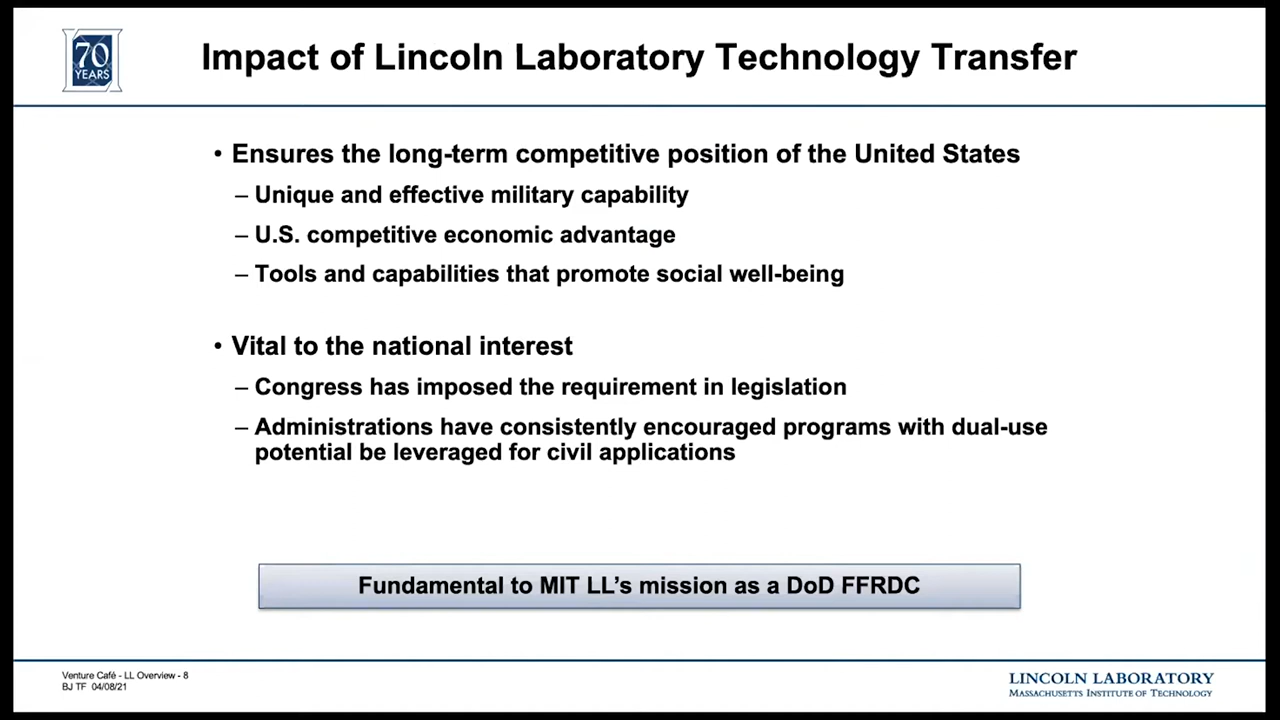 70
YEARS
Impact of Lincoln Laboratory Technology Transfer
• Ensures the long-term competitive position of the United States
– Unique and effective military capability
– U.S. competitive economic advantage
– Tools and capabilities that promote social well-being
• Vital to the national interest
– Congress has imposed the requirement in legislation
– Administrations have consistently encouraged programs with dual-use
potential be leveraged for civil applications
Fundamental to MIT LL’s mission as a DoD FFRDC
Venture Café - LL Overview - 8
BJ TF 04/08/21
LINCOLN LABORATORY
MASSACHUSETTS INSTITUTE OF TECHNOLOGY